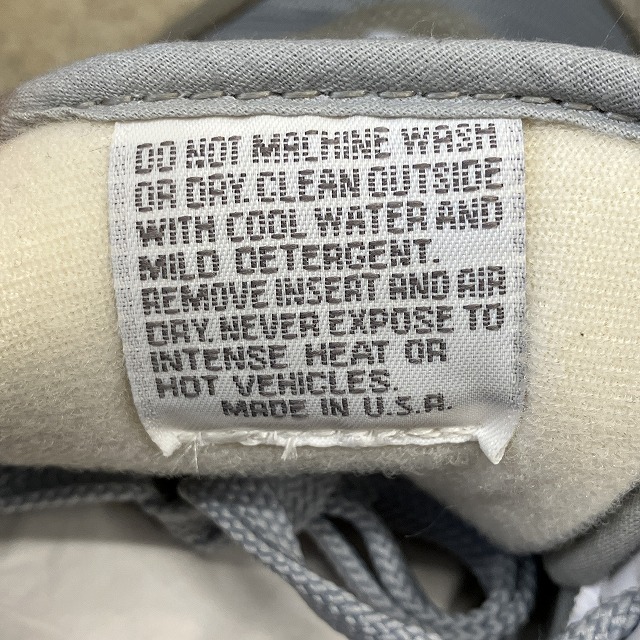 DO NOT MACHINE WASH
OR DRY. CLEAN OUTSIDE
WITH COOL WATER AND
MILD DETERGENT.
REMOVE INSERT AND AIR
DRY. NEVER EXPOSE TO
INTENSE HEAT OR
HOT VEHICLES.
MADE IN U.S.A.